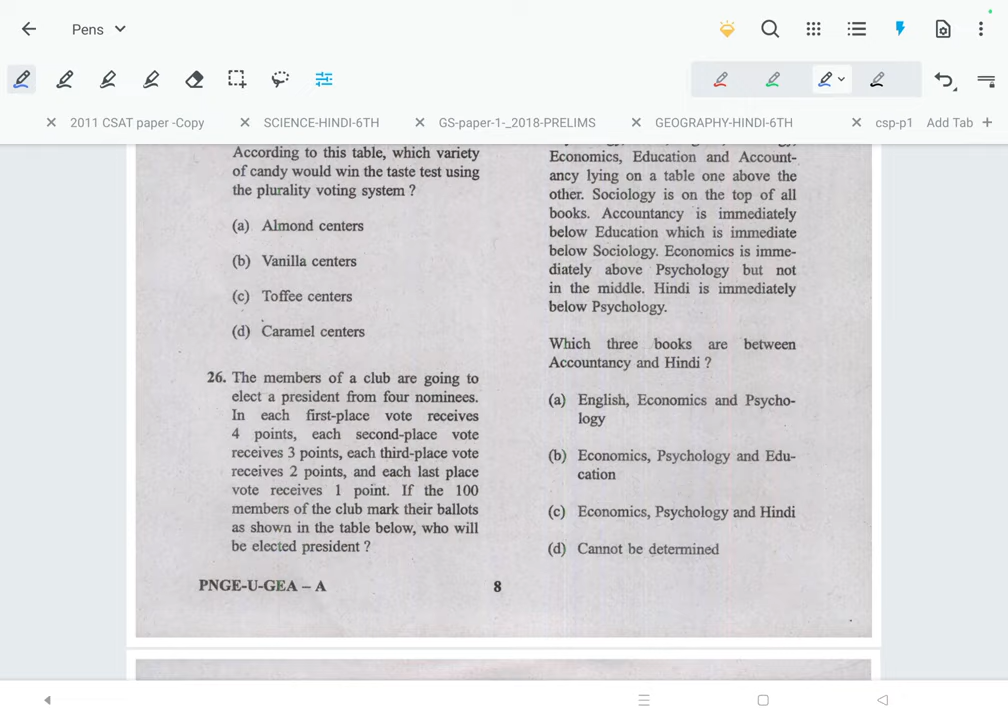 Pens
2011 CSAT paper -Copy
SCIENCE-HINDI-6TH
GS-paper-1-_2018-PRELIMS
GEOGRAPHY-HINDI-6TH
csp-p1
Add Tab +
According to this table, which variety
of candy would win the taste test using
the plurality voting system ?
(a) Almond centers
(b) Vanilla centers
(c) Toffee centers
(d) Caramel centers
26. The members of a club are going to
elect a president from four nominees.
In each first-place vote receives
4 points, each second-place vote
receives 3 points, each third-place vote
receives 2 points, and each last place
vote receives 1 point. If the 100
members of the club mark their ballots
as shown in the table below, who will
be elected president ?
Economics, Education and Account-
ancy lying on a table one above the
other. Sociology is on the top of all
books. Accountancy is immediately
below Education which is immediate
below Sociology. Economics is imme-
diately above Psychology but not
in the middle. Hindi is immediately
below Psychology.
Which three books are between
Accountancy and Hindi ?
(a) English, Economics and Psycho-
logy
(b) Economics, Psychology and Edu-
cation
(c) Economics, Psychology and Hindi
(d) Cannot be determined
PNGE-U-GEA – A
8